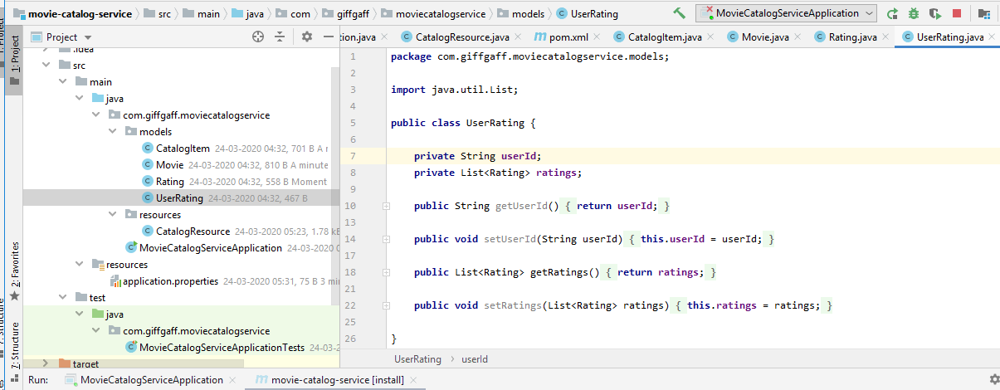 movie-catalog-service src main java com giffgaff moviecatalogservice models UserRating MovieCatalogServiceApplication
Project
tion.java CatalogResource.java pom.xml CatalogItem.java Movie.java Rating.java UserRating.java
1: Project
2: Favorites
7: Structure
.idea
src
main
java
com.giffgaff.moviecatalogservice
models
CatalogItem 24-03-2020 04:32, 701 B A
Movie 24-03-2020 04:32, 810 B A minute
Rating 24-03-2020 04:32, 558 B Moment
UserRating 24-03-2020 04:32, 467 B
resources
CatalogResource 24-03-2020 05:23, 1.78 kB
MovieCatalogServiceApplication 24-03-2020
resources
application.properties 24-03-2020 05:31, 75 B 3
test
java
com.giffgaff.moviecatalogservice
MovieCatalogServiceApplicationTests
target
1 package com.giffgaff.moviecatalogservice.models;
2
3 import java.util.List;
4
5 public class UserRating {
6
7 private String userId;
8 private List<Rating> ratings;
9
10 public String getUserId() { return userId; }
13
14 public void setUserId(String userId) { this.userId = userId; }
17
18 public List<Rating> getRatings() { return ratings; }
21
22 public void setRatings(List<Rating> ratings) { this.ratings = ratings; }
25
26 }
UserRating userId
Run: MovieCatalogServiceApplication movie-catalog-service [install]